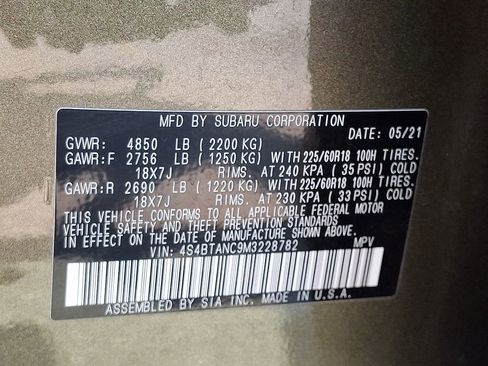 MFD BY SUBARU CORPORATION
GVWR: 4850 LB ( 2200 KG) DATE: 05/21
GAWR:F 2756 LB ( 1250 KG) WITH 225/60R18 100H TIRES.
18X7J RIMS. AT 240 KPA ( 35 PSI) COLD
GAWR:R 2690 LB ( 1220 KG) WITH 225/60R18 100H TIRES.
18X7J RIMS. AT 230 KPA ( 33 PSI) COLD
THIS VEHICLE CONFORMS TO ALL APPLICABLE FEDERAL MOTOR
VEHICLE SAFETY AND THEFT PREVENTION STANDARDS
IN EFFECT ON THE DATE OF MANUFACTURE SHOWN ABOVE.
VIN: 4S4BTANC9M3228782 MPV
ASSEMBLED BY SIA INC. MADE IN U.S.A.